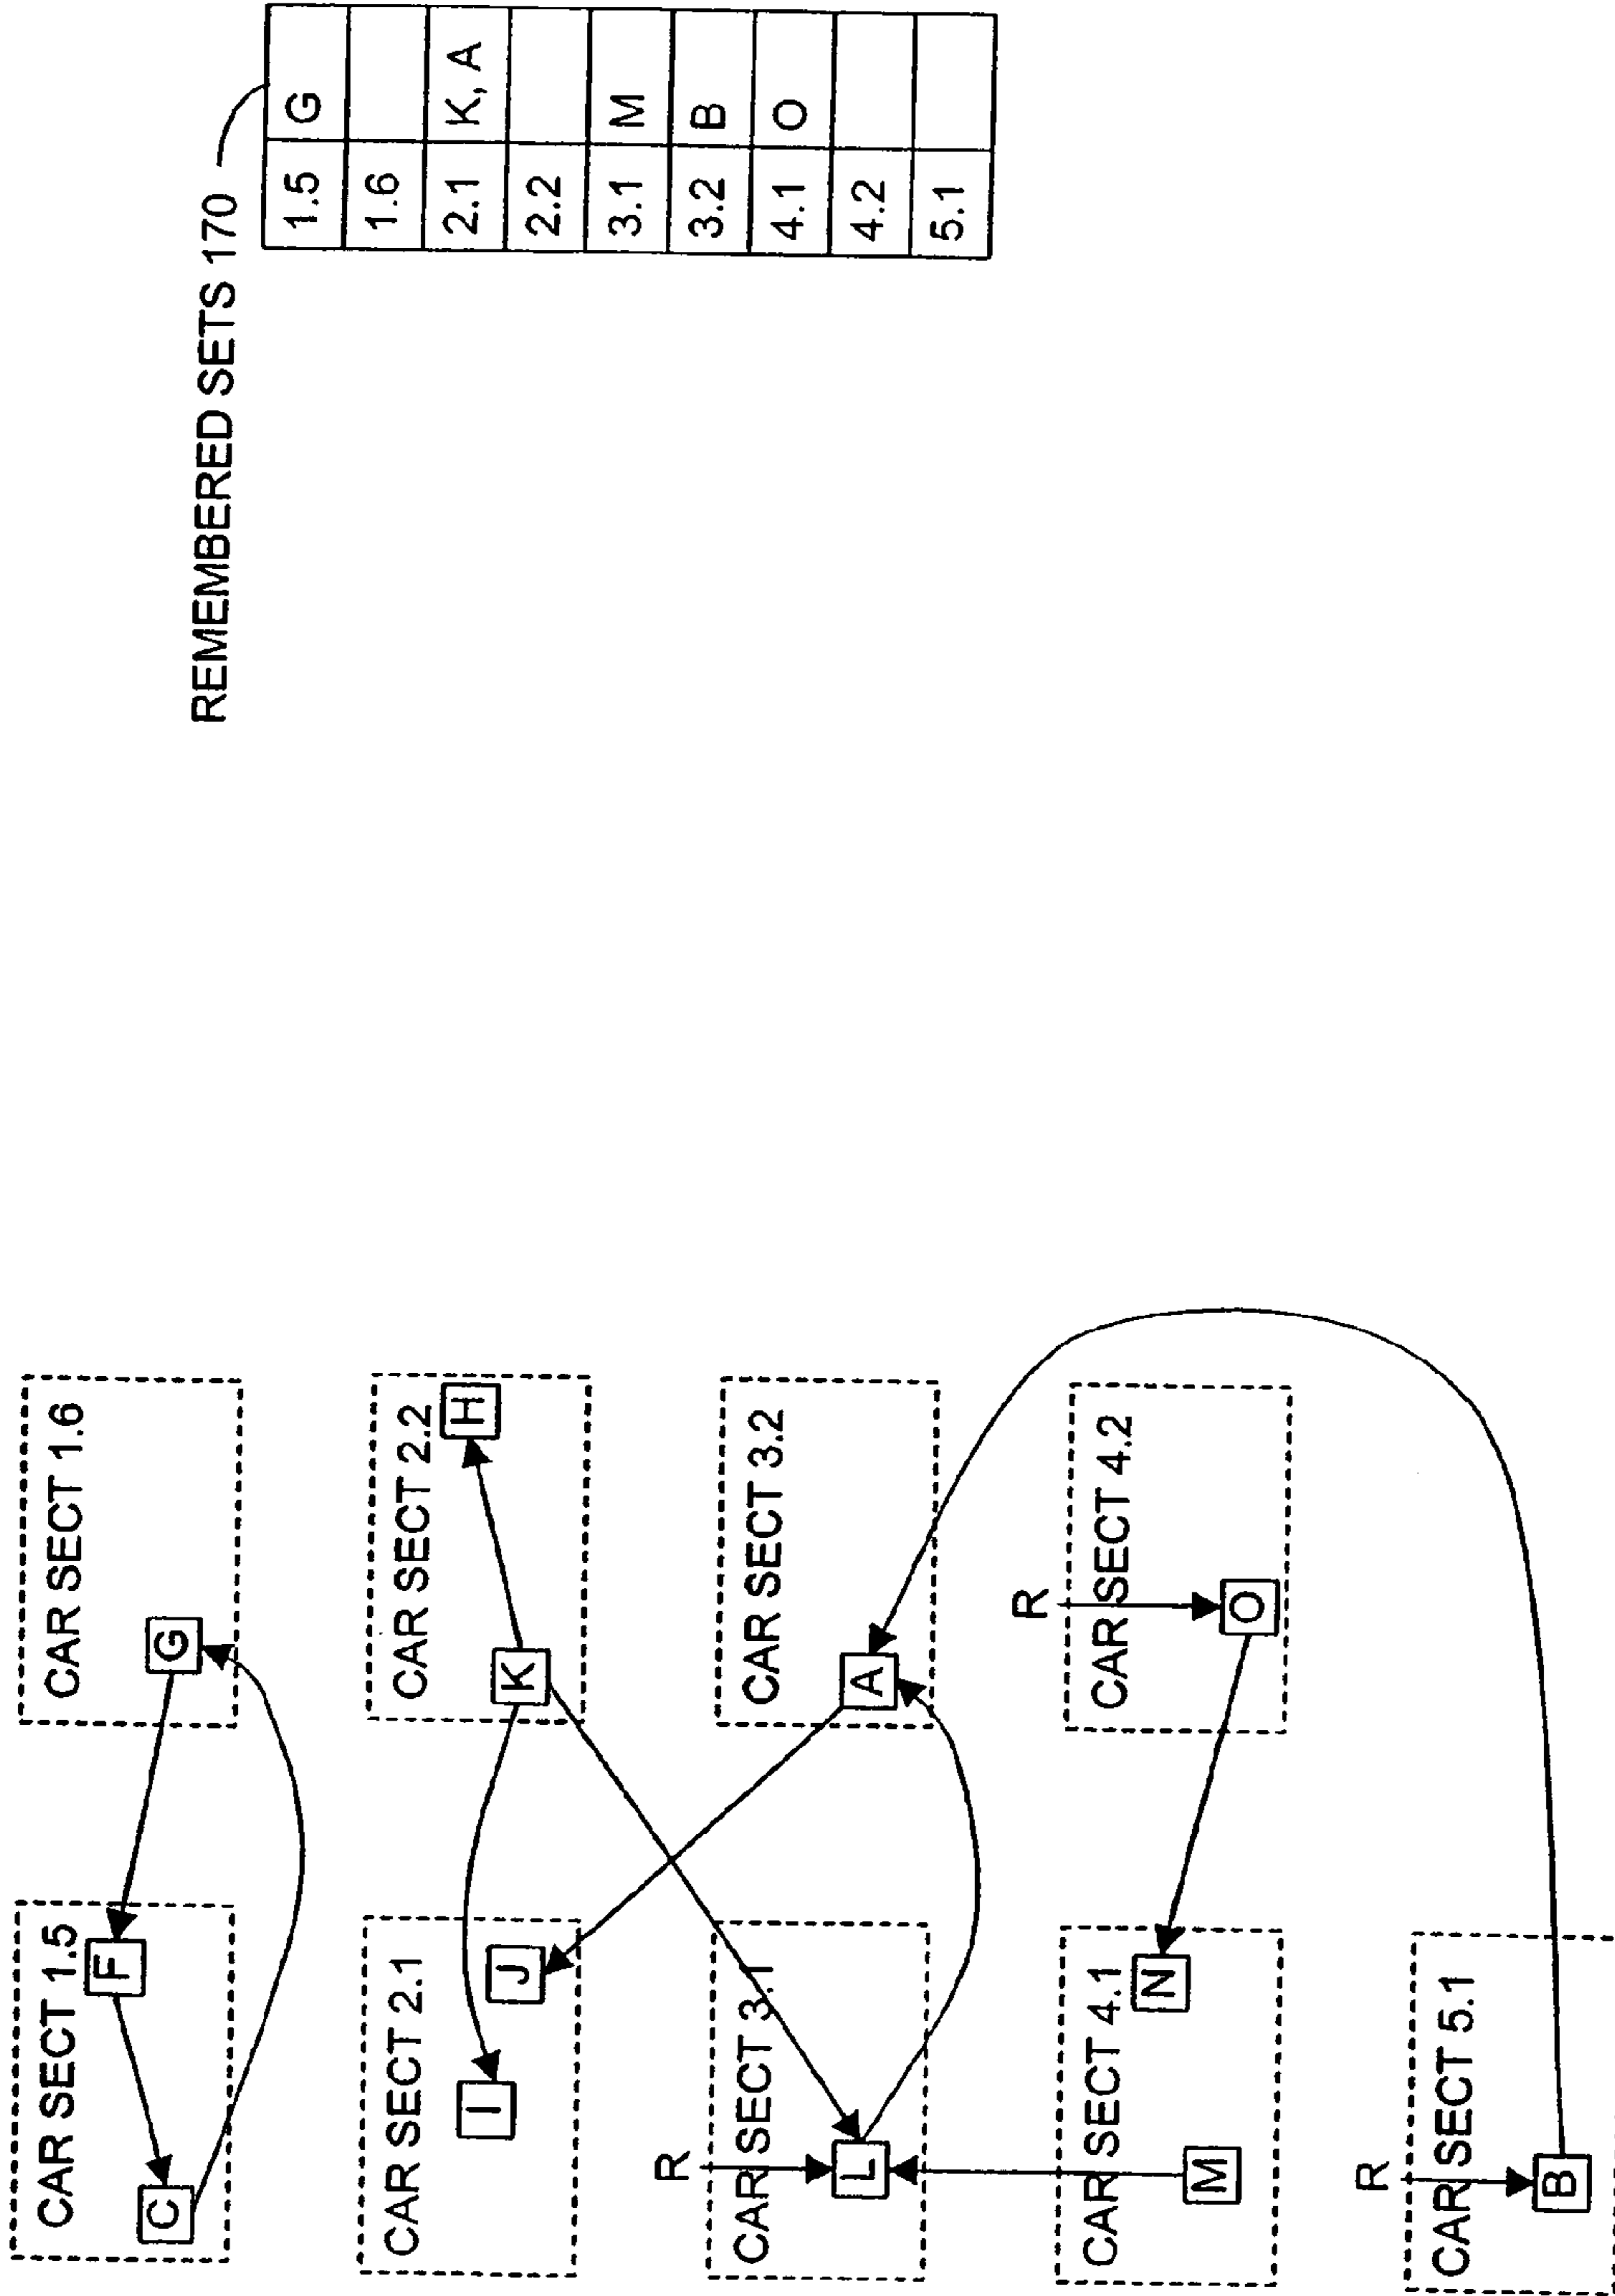 CAR SECT 1.5
F
C
CAR SECT 1.6
G
CAR SECT 2.1
I
J
CAR SECT 2.2
K
H
R
CAR SECT 3.1
L
CAR SECT 3.2
A
CAR SECT 4.1
M
N
R
CAR SECT 4.2
O
R
CAR SECT 5.1
B
REMEMBERED SETS 170
1.5 G
1.6
2.1 K, A
2.2
3.1 M
3.2 B
4.1 O
4.2
5.1